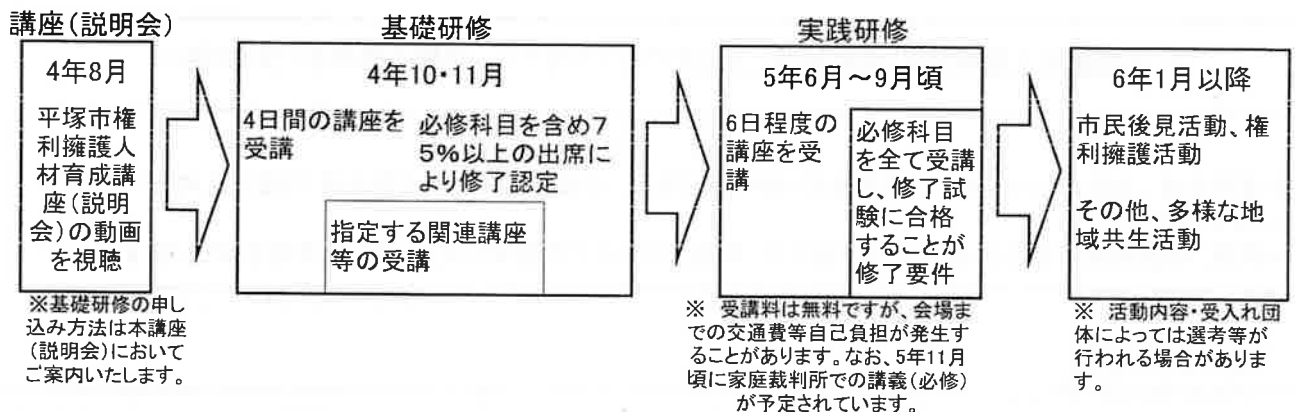 講座(説明会)
4年8月
平塚市権
利擁護人
材育成講
座(説明
会)の動画
を視聴
※基礎研修の申し
込み方法は本講座
(説明会)において
ご案内いたします。
基礎研修
4年10・11月
4日間の講座を
受講
必修科目を含め7
5%以上の出席に
より修了認定
指定する関連講座
等の受講
実践研修
5年6月～9月頃
6日程度の
講座を受
講
必修科目
を全て受講
し、修了試
験に合格
することが
修了要件
※ 受講料は無料ですが、会場ま
での交通費等自己負担が発生す
ることがあります。なお、5年11月
頃に家庭裁判所での講義(必修)
が予定されています。
6年1月以降
市民後見活動、権
利擁護活動
その他、多様な地
域共生活動
※ 活動内容・受入れ団
体によっては選考等が
行われる場合がありま
す。